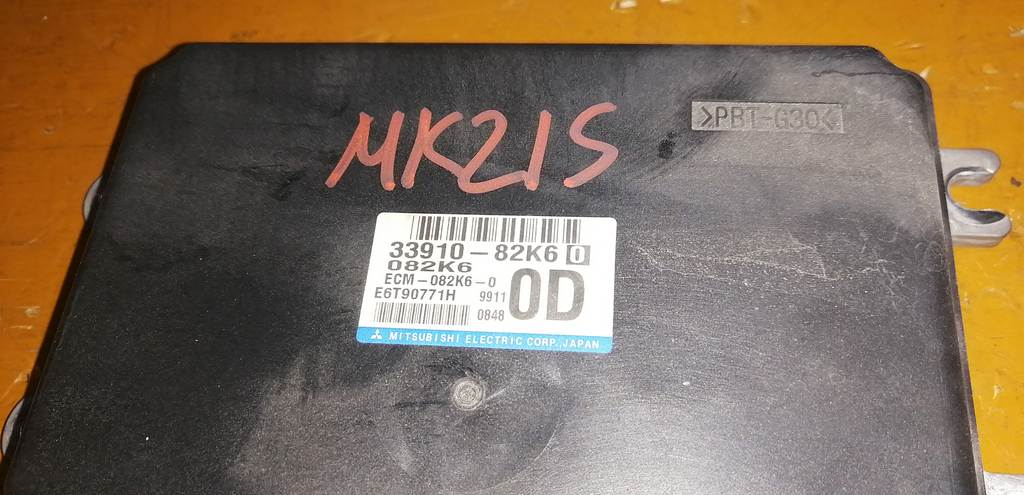 MK21S
>PBT-G30<
33910-82K6 0
082K6
ECM-082K6-0
E6T90771H 9911
0848 0D
MITSUBISHI ELECTRIC CORP., JAPAN